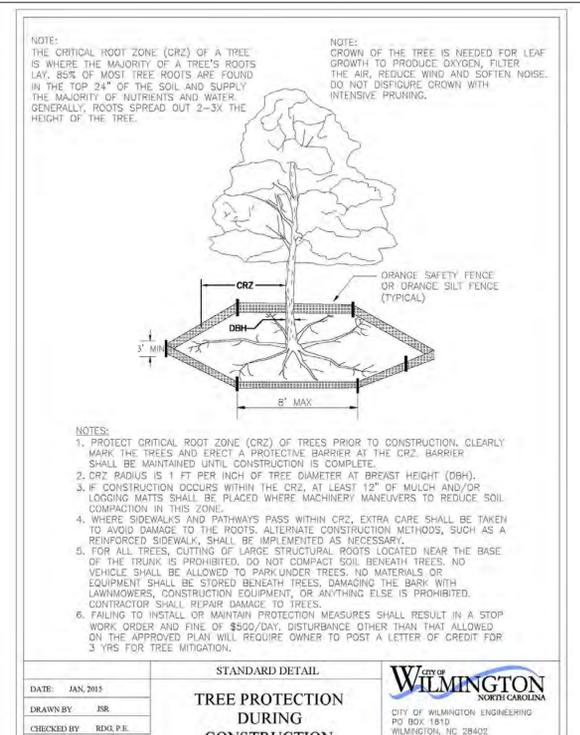 NOTE:
THE CRITICAL ROOT ZONE (CRZ) OF A TREE
IS WHERE THE MAJORITY OF A TREE'S ROOTS
LAY. 85% OF MOST TREE ROOTS ARE FOUND
IN THE TOP 24" OF THE SOIL AND SUPPLY
THE MAJORITY OF NUTRIENTS AND WATER.
GENERALLY, ROOTS SPREAD OUT 2-3X THE
HEIGHT OF THE TREE.
NOTE:
CROWN OF THE TREE IS NEEDED FOR LEAF
GROWTH TO PRODUCE OXYGEN, FILTER
THE AIR, REDUCE WIND AND SOFTEN NOISE.
DO NOT DISFIGURE CROWN WITH
INTENSIVE PRUNING.
CRZ
ORANGE SAFETY FENCE
OR ORANGE SILT FENCE
(TYPICAL)
DBH
3' MIN
8' MAX
NOTES:
1. PROTECT CRITICAL ROOT ZONE (CRZ) OF TREES PRIOR TO CONSTRUCTION. CLEARLY
MARK THE TREES AND ERECT A PROTECTIVE BARRIER AT THE CRZ. BARRIER
SHALL BE MAINTAINED UNTIL CONSTRUCTION IS COMPLETE.
2. CRZ RADIUS IS 1 FT PER INCH OF TREE DIAMETER AT BREAST HEIGHT (DBH).
3. IF CONSTRUCTION OCCURS WITHIN THE CRZ, AT LEAST 12" OF MULCH AND/OR
LOGGING MATTS SHALL BE PLACED WHERE MACHINERY MANEUVERS TO REDUCE SOIL
COMPACTION IN THIS ZONE.
4. WHERE SIDEWALKS AND PATHWAYS PASS WITHIN CRZ, EXTRA CARE SHALL BE TAKEN
TO AVOID DAMAGE TO THE ROOTS. ALTERNATE CONSTRUCTION METHODS, SUCH AS A
REINFORCED SIDEWALK, SHALL BE IMPLEMENTED AS NECESSARY.
5. FOR ALL TREES, CUTTING OF LARGE STRUCTURAL ROOTS LOCATED NEAR THE BASE
OF THE TRUNK IS PROHIBITED. DO NOT COMPACT SOIL BENEATH TREES. NO
VEHICLE SHALL BE ALLOWED TO PARK UNDER TREES. NO MATERIALS OR
EQUIPMENT SHALL BE STORED BENEATH TREES. DAMAGING THE BARK WITH
LAWNMOWERS, CONSTRUCTION EQUIPMENT, OR ANYTHING ELSE IS PROHIBITED.
CONTRACTOR SHALL REPAIR DAMAGE TO TREES.
6. FAILING TO INSTALL OR MAINTAIN PROTECTION MEASURES SHALL RESULT IN A STOP
WORK ORDER AND FINE OF $500/DAY. DISTURBANCE OTHER THAN THAT ALLOWED
ON THE APPROVED PLAN WILL REQUIRE OWNER TO POST A LETTER OF CREDIT FOR
3 YRS FOR TREE MITIGATION.
DATE: JAN, 2015
DRAWN BY JSR
CHECKED BY RDG, P.E.
STANDARD DETAIL
TREE PROTECTION
DURING
CONSTRUCTION
CITY OF
WILMINGTON
NORTH CAROLINA
CITY OF WILMINGTON ENGINEERING
PO BOX 1810
WILMINGTON, NC 28402